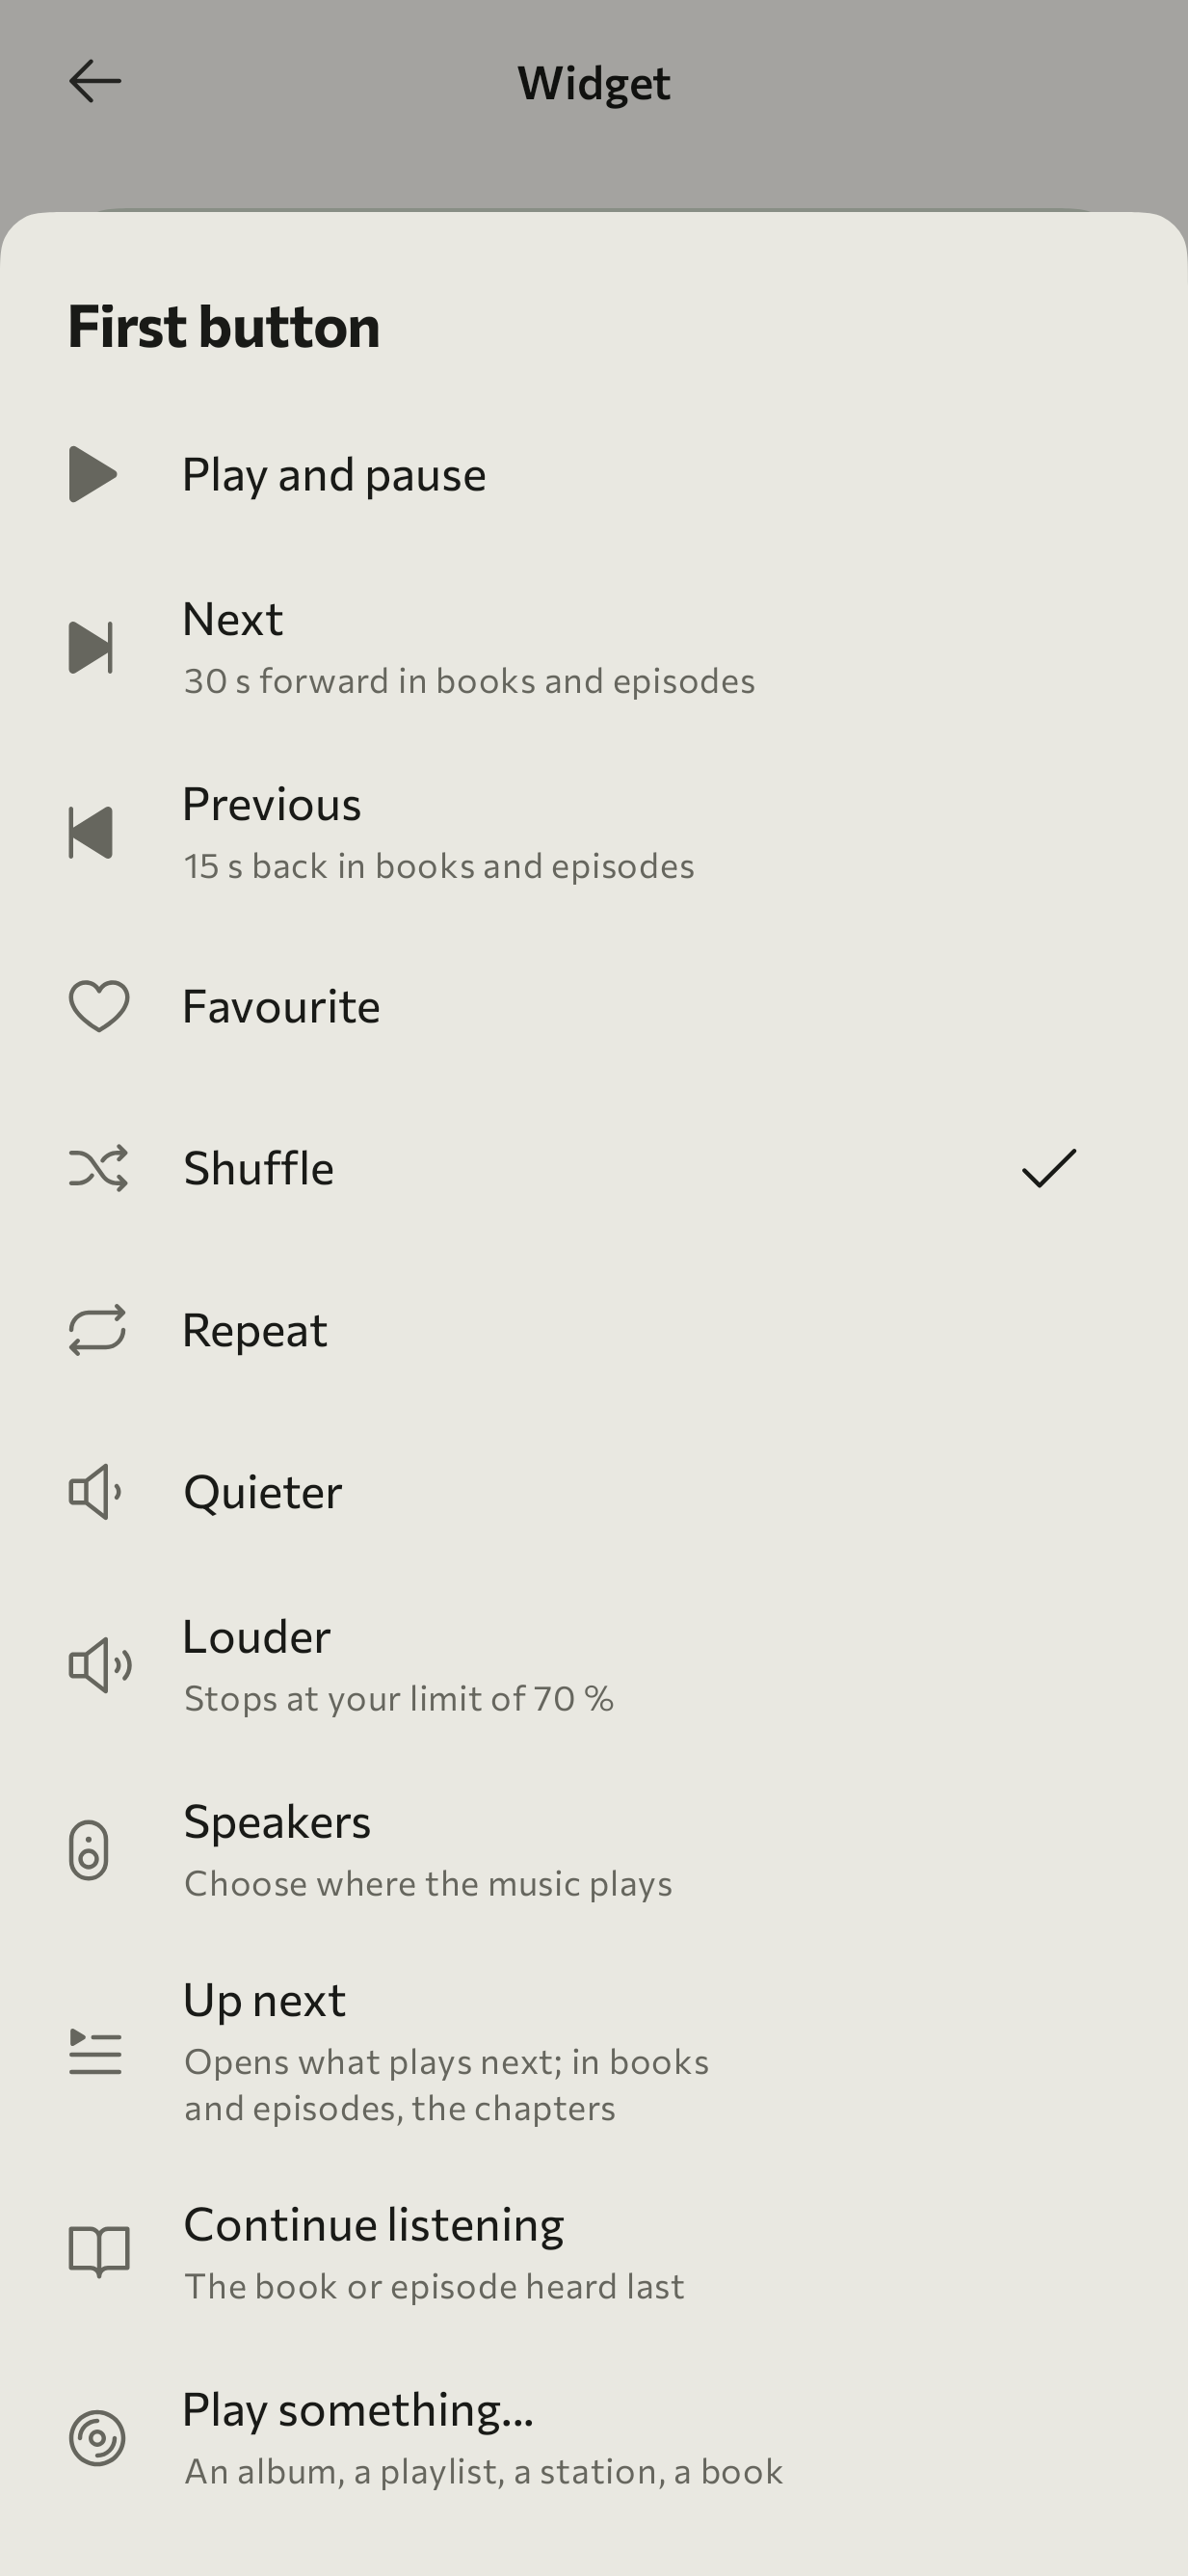 Widget
First button
Play and pause
Next
30 s forward in books and episodes
Previous
15 s back in books and episodes
Favourite
Shuffle
Repeat
Quieter
Louder
Stops at your limit of 70 %
Speakers
Choose where the music plays
Up next
Opens what plays next; in books
and episodes, the chapters
Continue listening
The book or episode heard last
Play something…
An album, a playlist, a station, a book